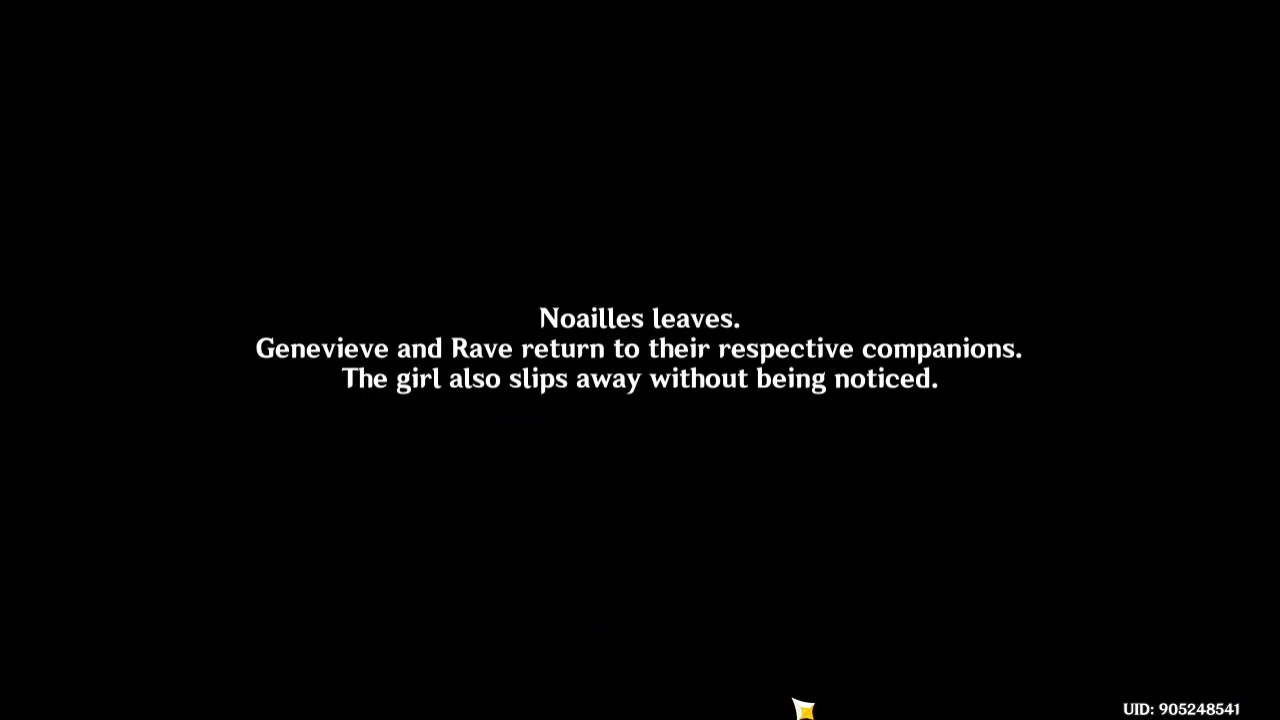 Noailles leaves.
Genevieve and Rave return to their respective companions.
The girl also slips away without being noticed.
UID: 905248541